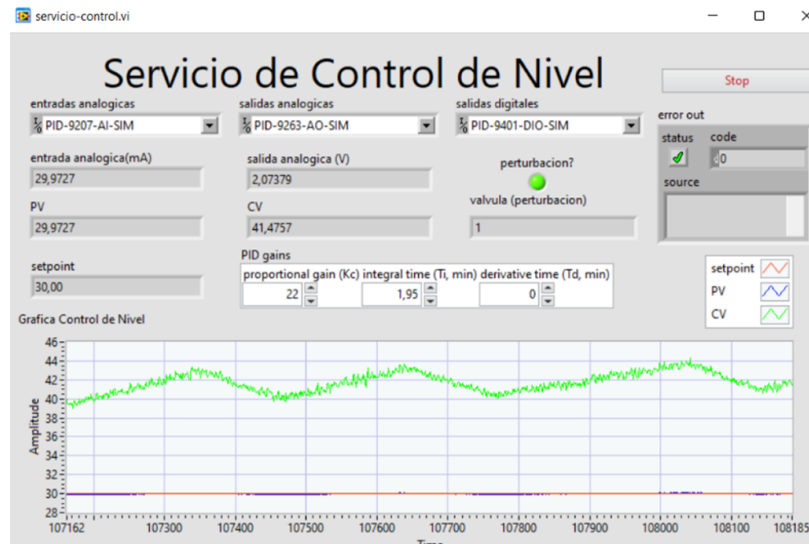 servicio-control.vi
Servicio de Control de Nivel
Stop
entradas analogicas
salidas analogicas
salidas digitales
error out
PID-9207-AI-SIM
PID-9263-AO-SIM
PID-9401-DIO-SIM
status
code
0
source
entrada analogica(mA)
salida analogica (V)
perturbacion?
29,9727
2,07379
PV
CV
valvula (perturbacion)
29,9727
41,4757
1
PID gains
proportional gain (Kc) integral time (Ti, min) derivative time (Td, min)
setpoint
30,00
22
1,95
0
setpoint
PV
CV
Grafica Control de Nivel
Amplitude
46
44
42
40
38
36
34
32
30
28
107162
107300
107400
107500
107600
107700
107800
107900
108000
108100
108185
Time